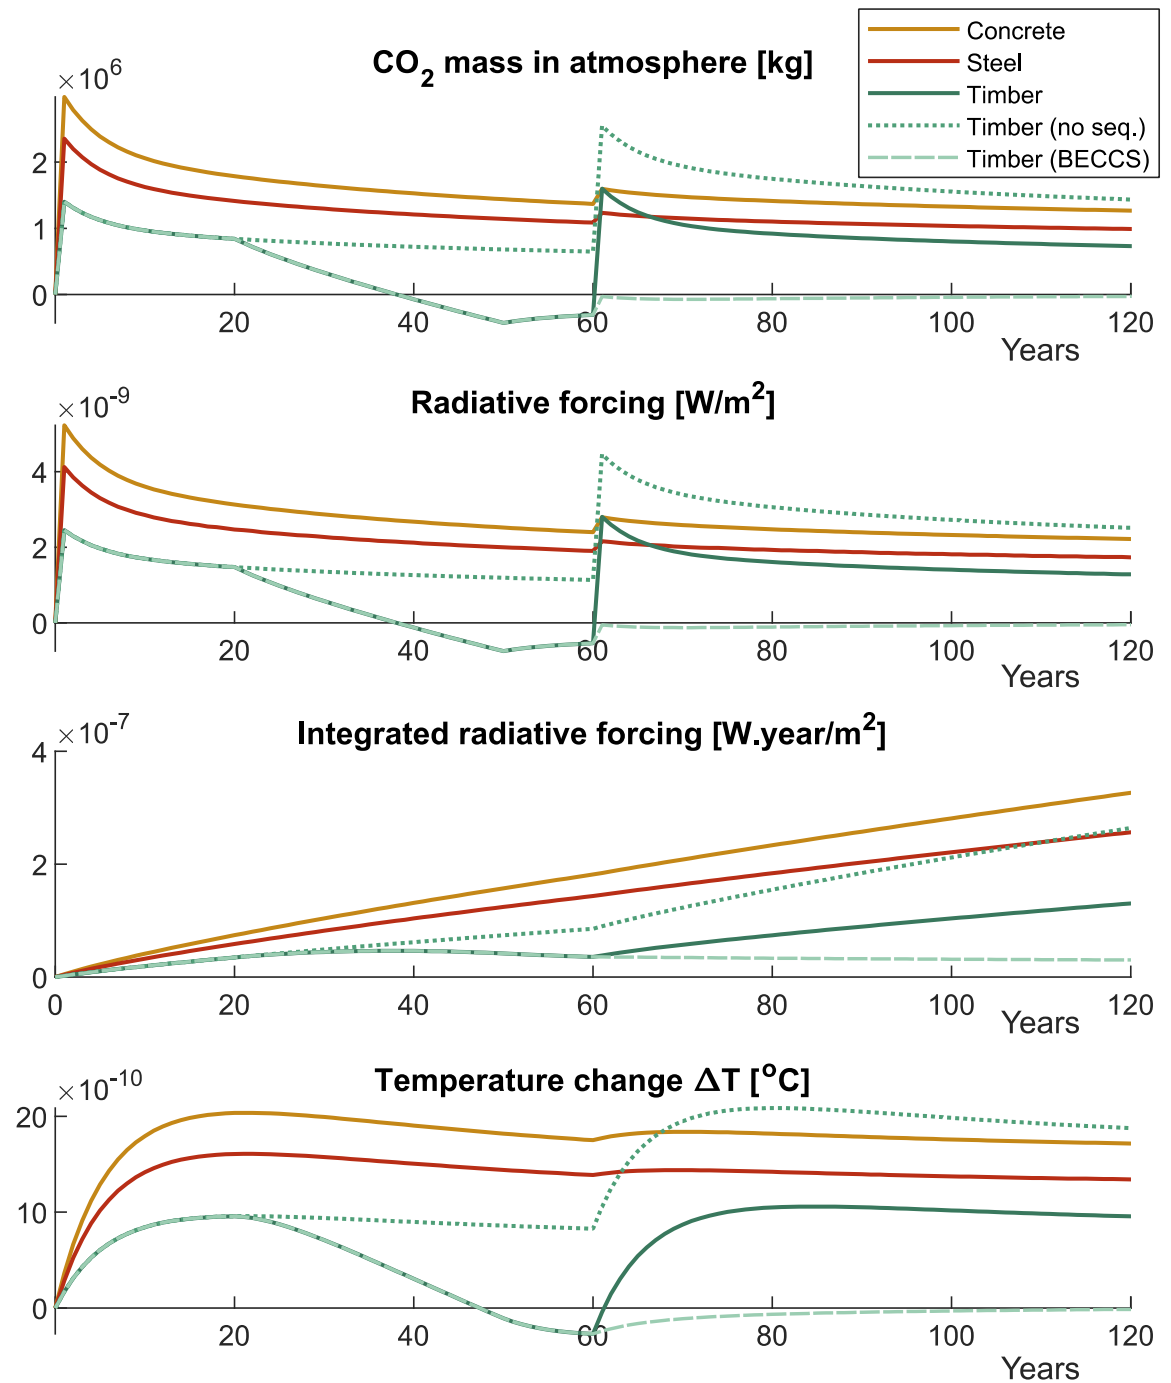 Concrete
Steel
Timber
Timber (no seq.)
Timber (BECCS)
CO2 mass in atmosphere [kg]
×10^6
2
1
0
20 40 60 80 100 120
Years
Radiative forcing [W/m^2]
×10^-9
4
2
0
20 40 60 80 100 120
Years
Integrated radiative forcing [W.year/m^2]
×10^-7
4
2
0
0 20 40 60 80 100 120
Years
Temperature change ΔT [°C]
×10^-10
20
10
0
20 40 60 80 100 120
Years